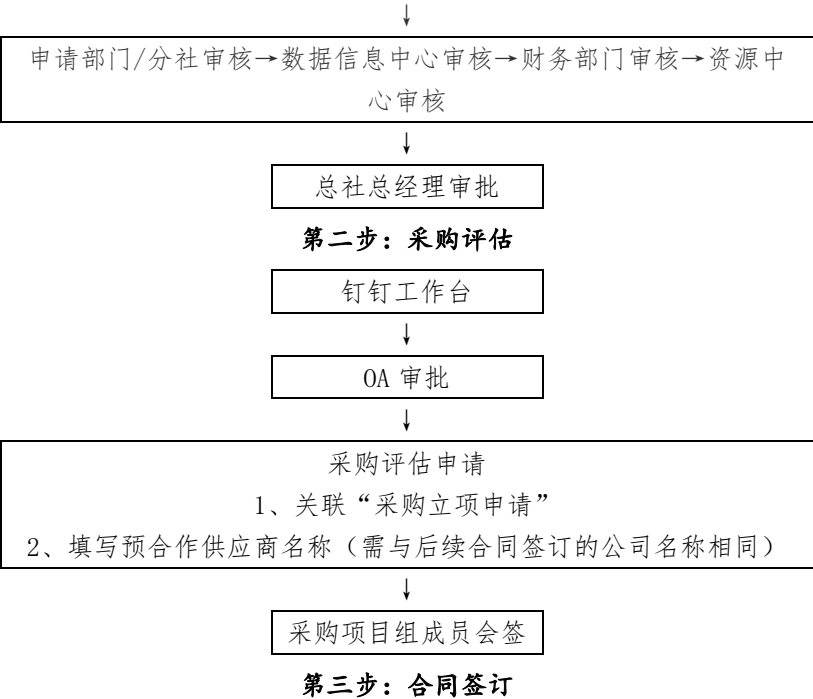 ↓
申请部门/分社审核→数据信息中心审核→财务部门审核→资源中
心审核
↓
总社总经理审批
第二步：采购评估
钉钉工作台
↓
OA 审批
↓
采购评估申请
1、关联“采购立项申请”
2、填写预合作供应商名称（需与后续合同签订的公司名称相同）
↓
采购项目组成员会签
第三步：合同签订